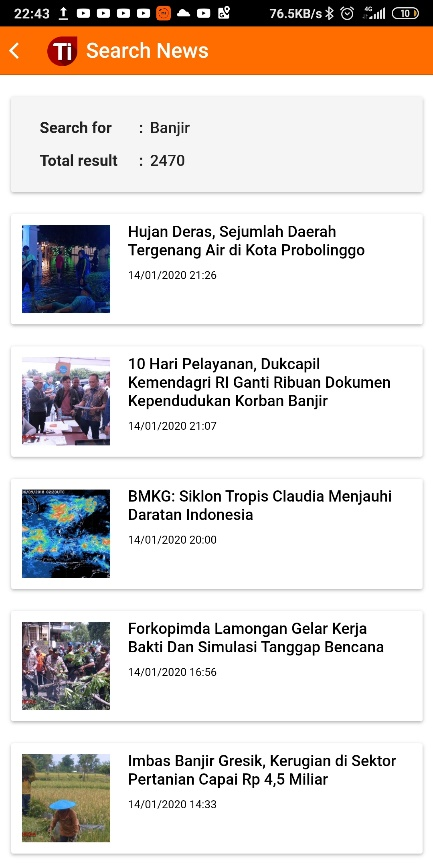 22:43
76.5KB/s
4G
10
Ti Search News
Search for : Banjir
Total result : 2470
Hujan Deras, Sejumlah Daerah
Tergenang Air di Kota Probolinggo
14/01/2020 21:26
10 Hari Pelayanan, Dukcapil
Kemendagri RI Ganti Ribuan Dokumen
Kependudukan Korban Banjir
14/01/2020 21:07
BMKG: Siklon Tropis Claudia Menjauhi
Daratan Indonesia
14/01/2020 20:00
Forkopimda Lamongan Gelar Kerja
Bakti Dan Simulasi Tanggap Bencana
14/01/2020 16:56
Imbas Banjir Gresik, Kerugian di Sektor
Pertanian Capai Rp 4,5 Miliar
14/01/2020 14:33